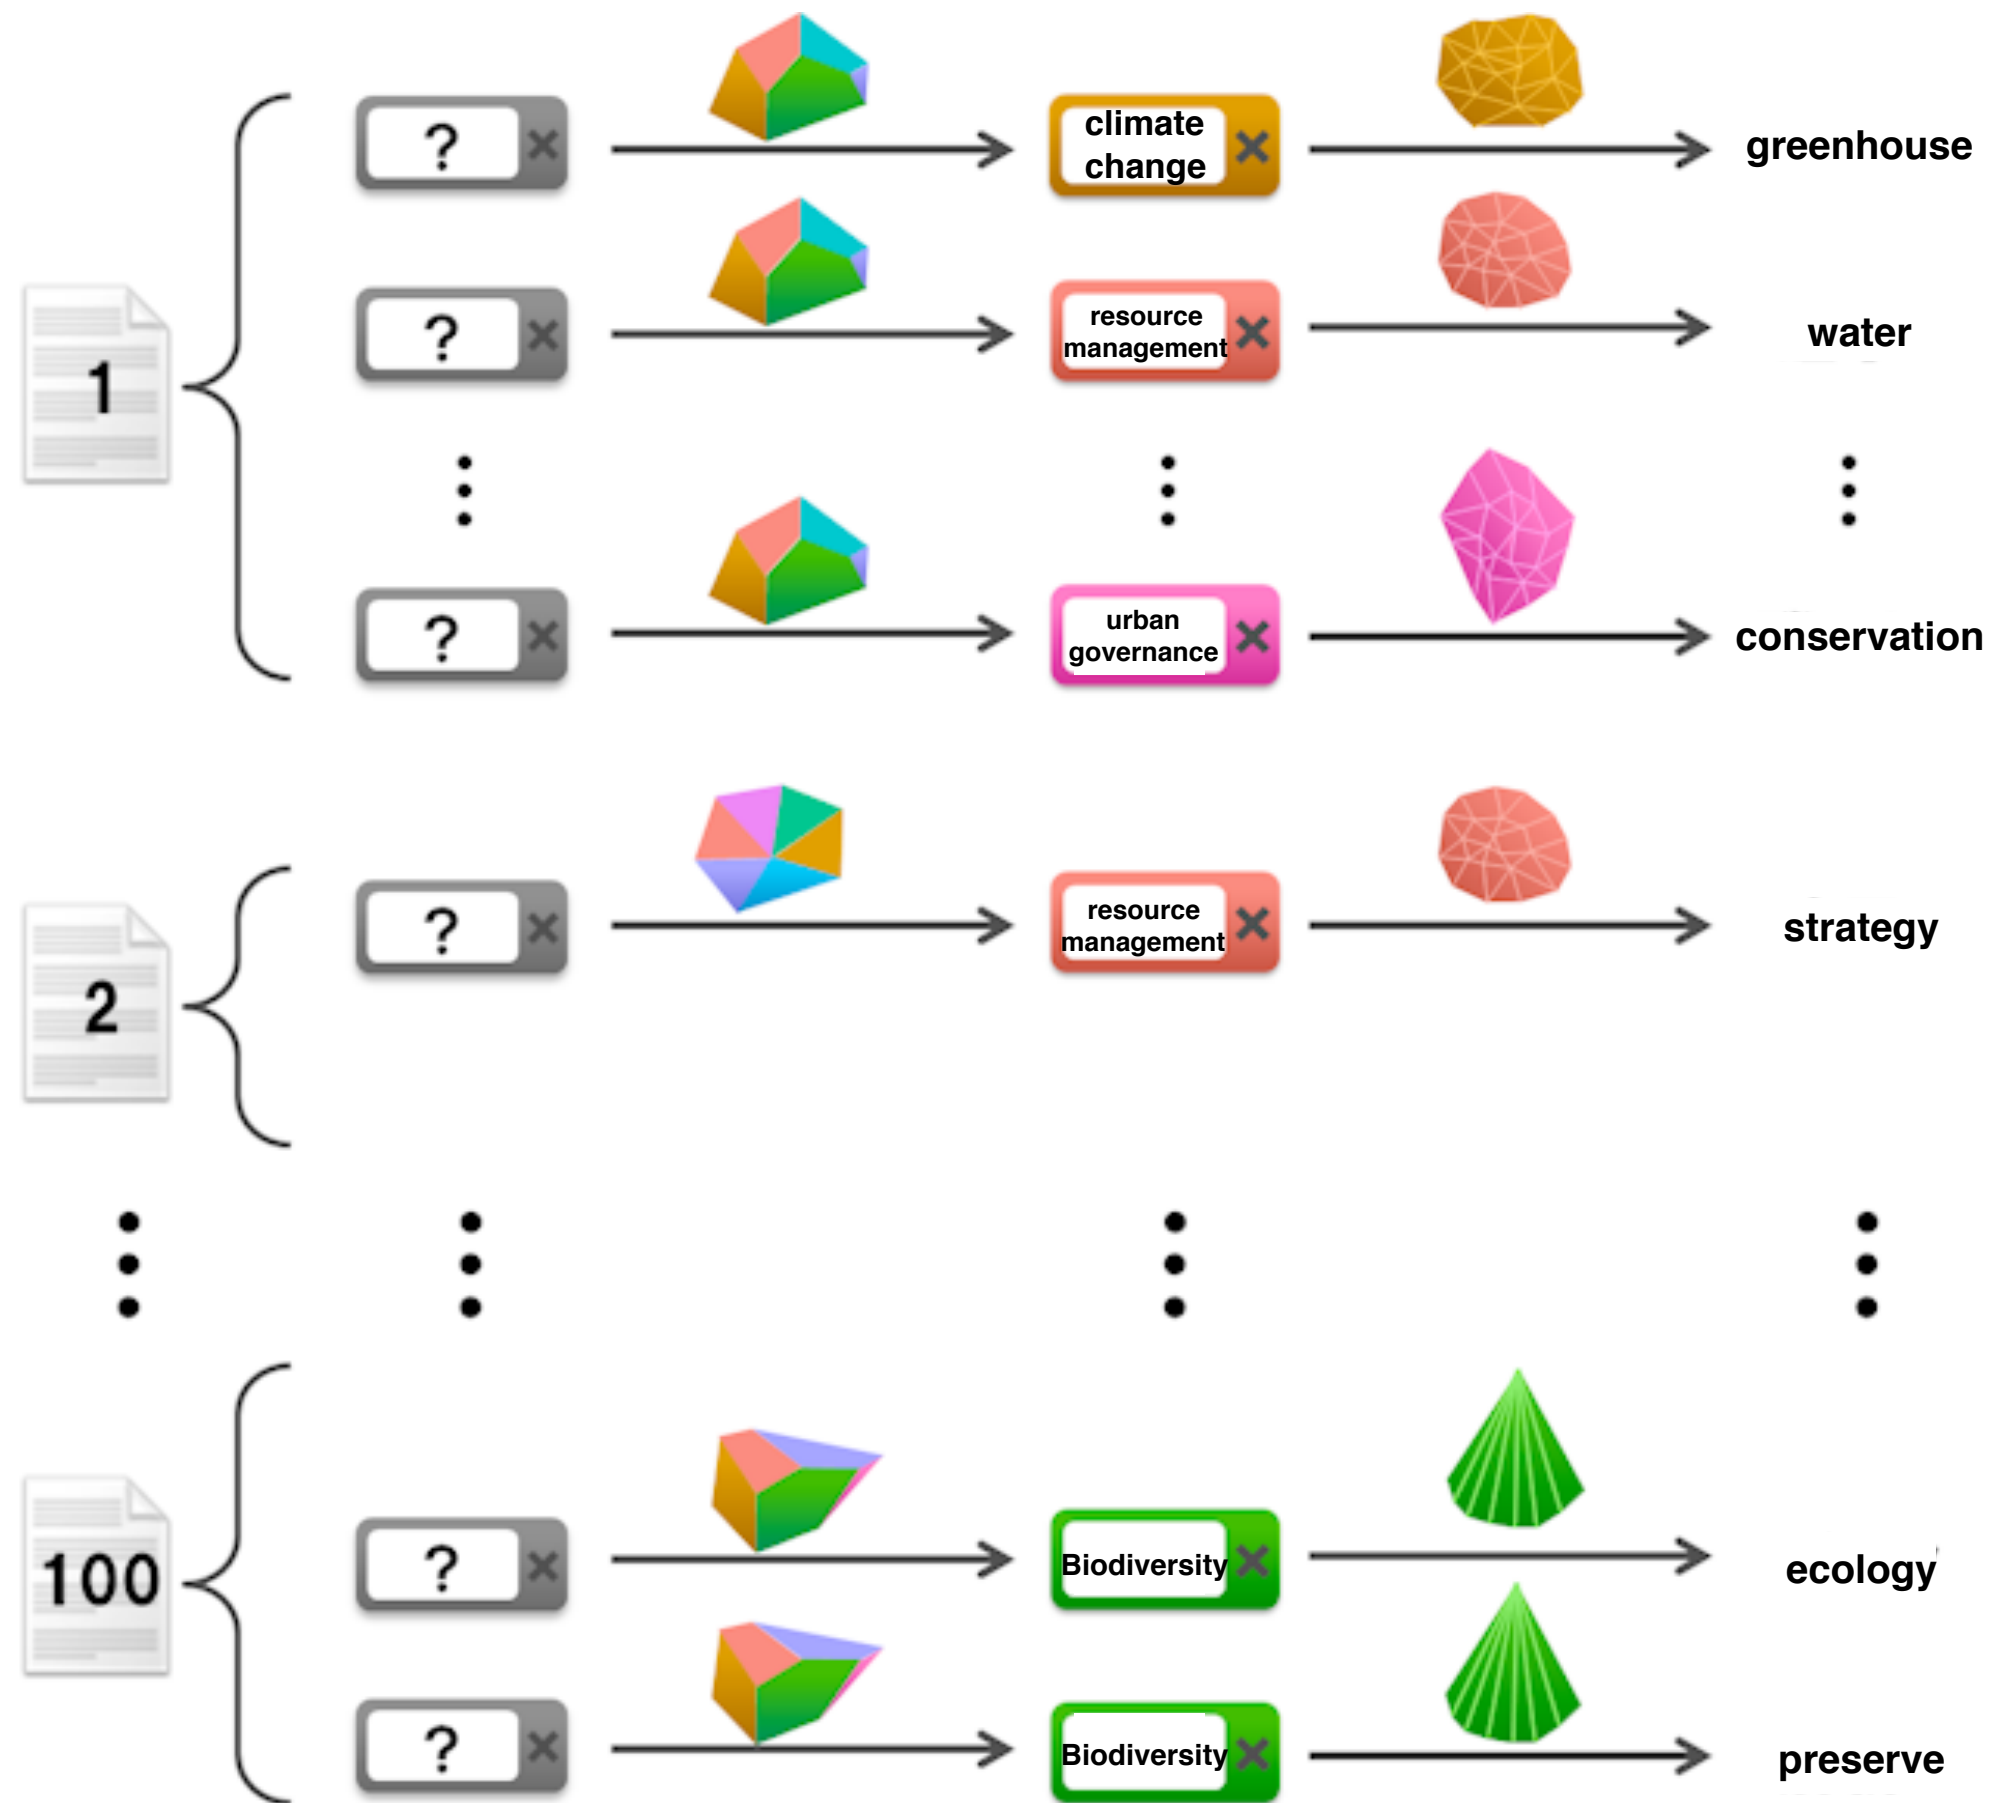 ? × climate
change × greenhouse
? × resource
management × water
1
? × urban
governance × conservation
? × resource
management × strategy
2
? × Biodiversity × ecology
100
? × Biodiversity × preserve